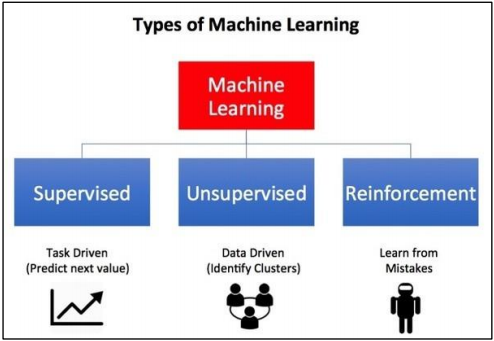 Types of Machine Learning
Machine
Learning
Supervised
Unsupervised
Reinforcement
Task Driven
(Predict next value)
Data Driven
(Identify Clusters)
Learn from
Mistakes